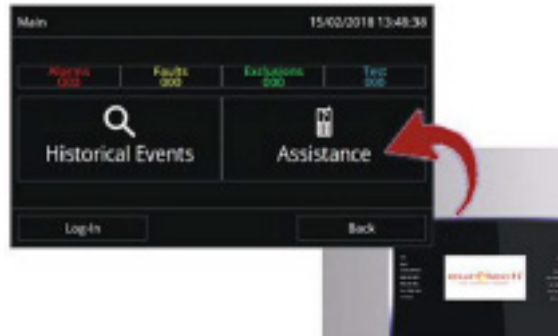 Main
15/02/2018 13:48:38
Alarms Faults Exclusions Test
000 000 000 000
Historical Events Assistance
Log-In Back